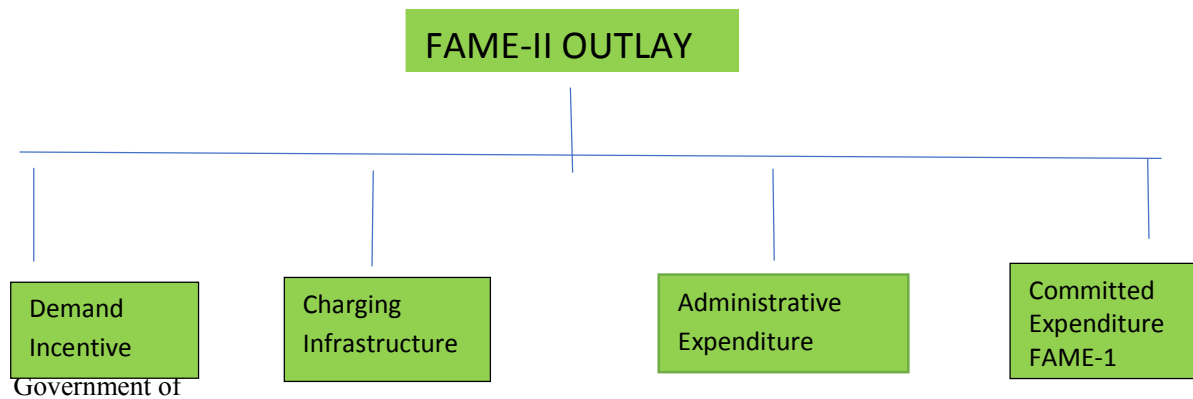 FAME-II OUTLAY
Demand
Incentive
Charging
Infrastructure
Administrative
Expenditure
Committed
Expenditure
FAME-1
Government of